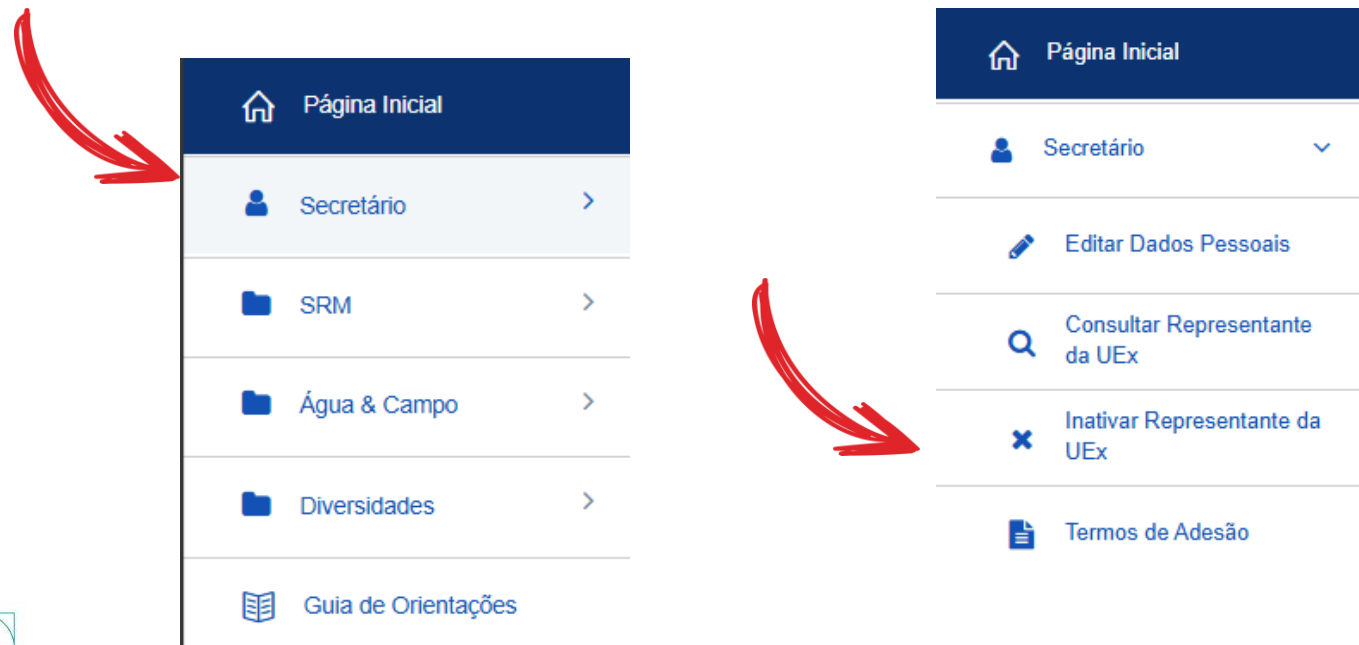 Página Inicial
Secretário
SRM
Água & Campo
Diversidades
Guia de Orientações
Página Inicial
Secretário
Editar Dados Pessoais
Consultar Representante
da UEx
Inativar Representante da
UEx
Termos de Adesão